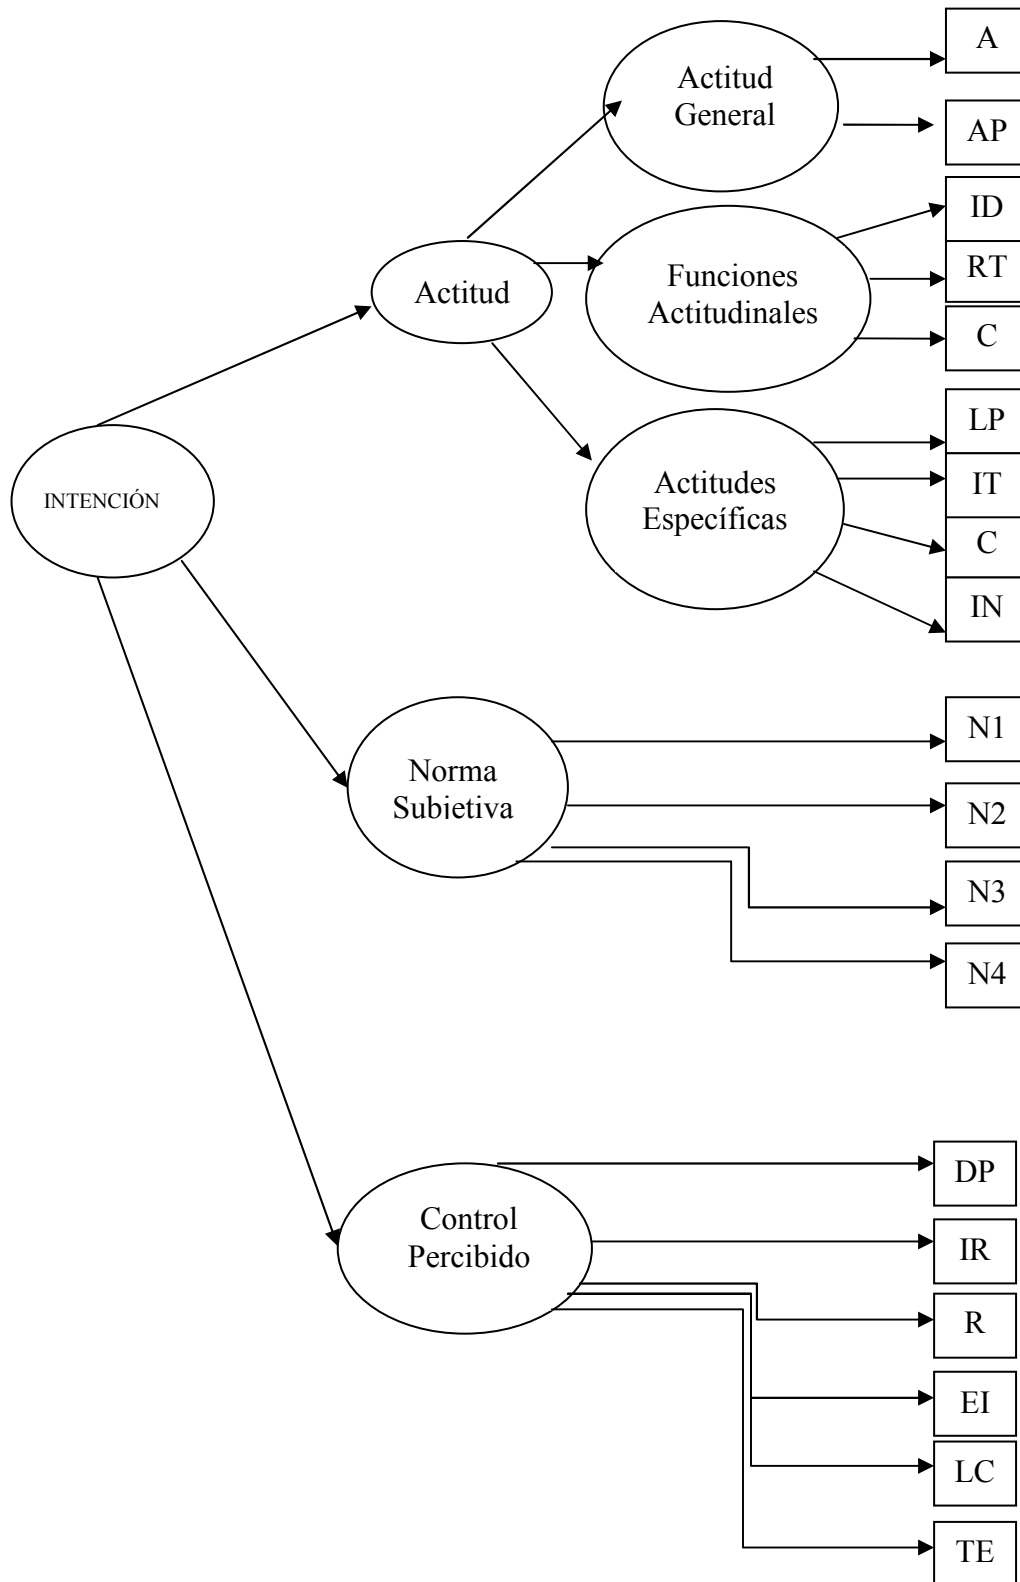 A
Actitud
General
AP
ID
Funciones
Actitudinales
RT
Actitud
C
LP
Actitudes
Específicas
IT
INTENCIÓN
C
IN
N1
Norma
Subjetiva
N2
N3
N4
DP
Control
Percibido
IR
R
EI
LC
TE